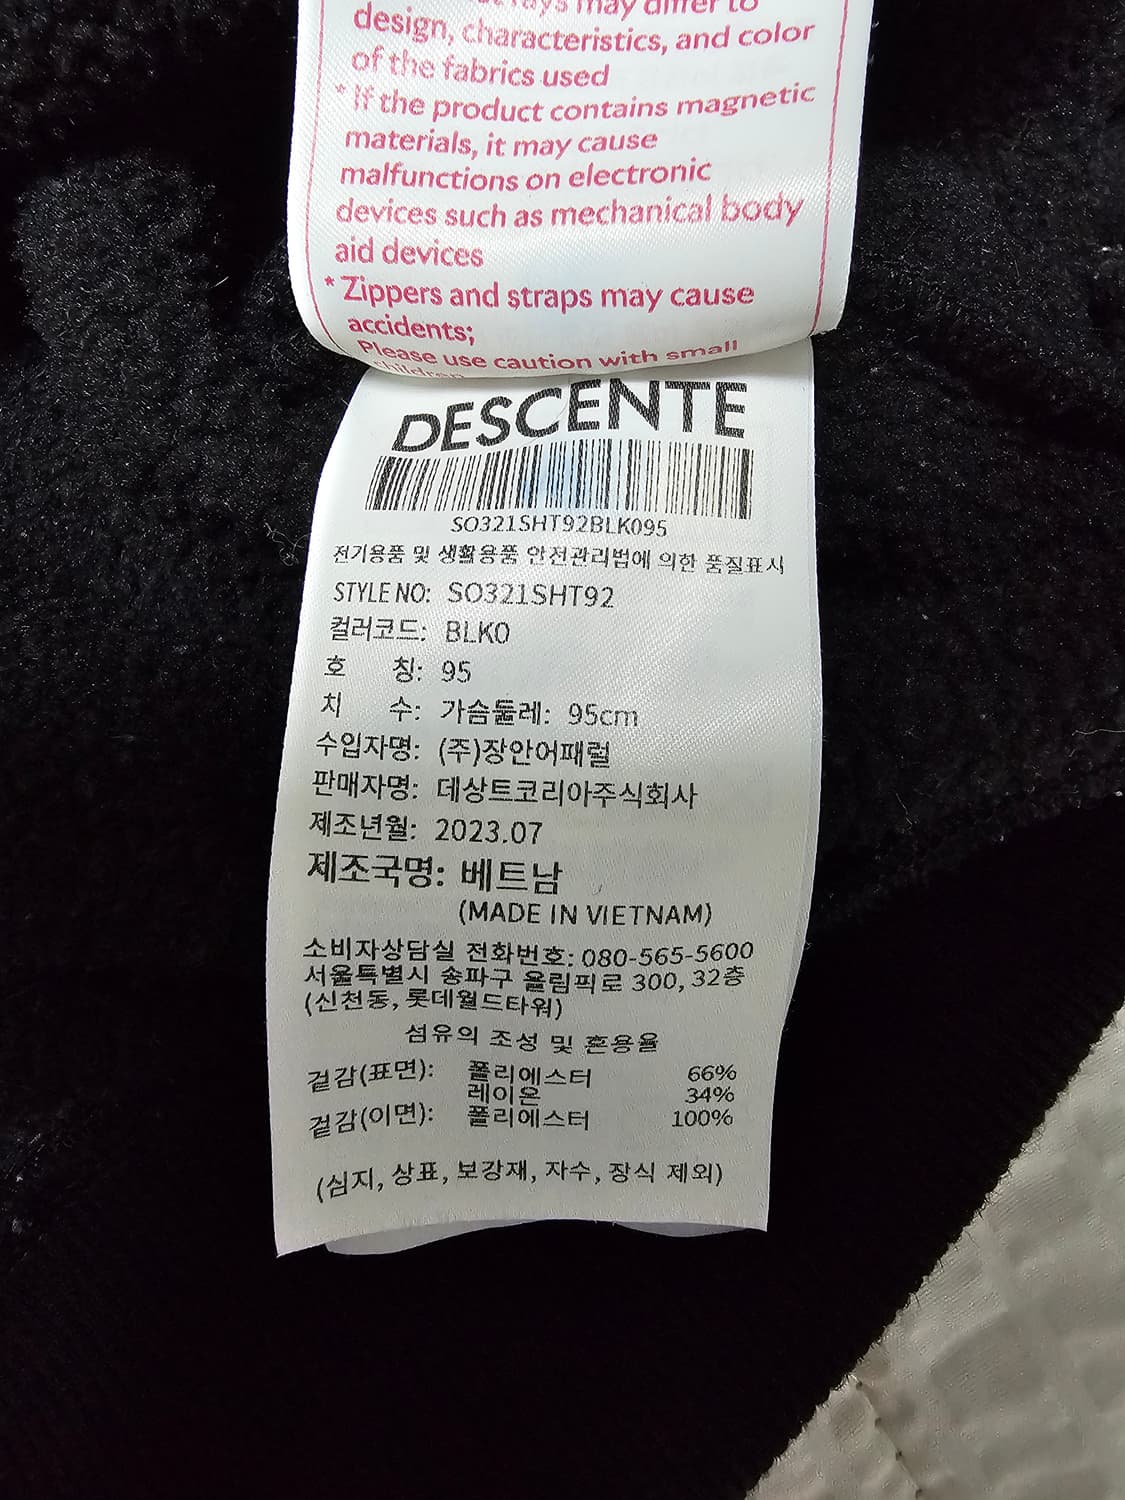 rays may differ to
design, characteristics, and color
of the fabrics used
* If the product contains magnetic
materials, it may cause
malfunctions on electronic
devices such as mechanical body
aid devices
* Zippers and straps may cause
accidents;
Please use caution with small
children
DESCENTE
SO321SHT92BLK095
전기용품 및 생활용품 안전관리법에 의한 품질표시
STYLE NO: SO321SHT92
컬러코드: BLK0
호 칭: 95
치 수: 가슴둘레: 95cm
수입자명: (주)장안어패럴
판매자명: 데상트코리아주식회사
제조년월: 2023.07
제조국명: 베트남
(MADE IN VIETNAM)
소비자상담실 전화번호: 080-565-5600
서울특별시 송파구 올림픽로 300, 32층
(신천동, 롯데월드타워)
섬유의 조성 및 혼용율
겉감(표면): 폴리에스터 66%
레이온 34%
겉감(이면): 폴리에스터 100%
(심지, 상표, 보강재, 자수, 장식 제외)